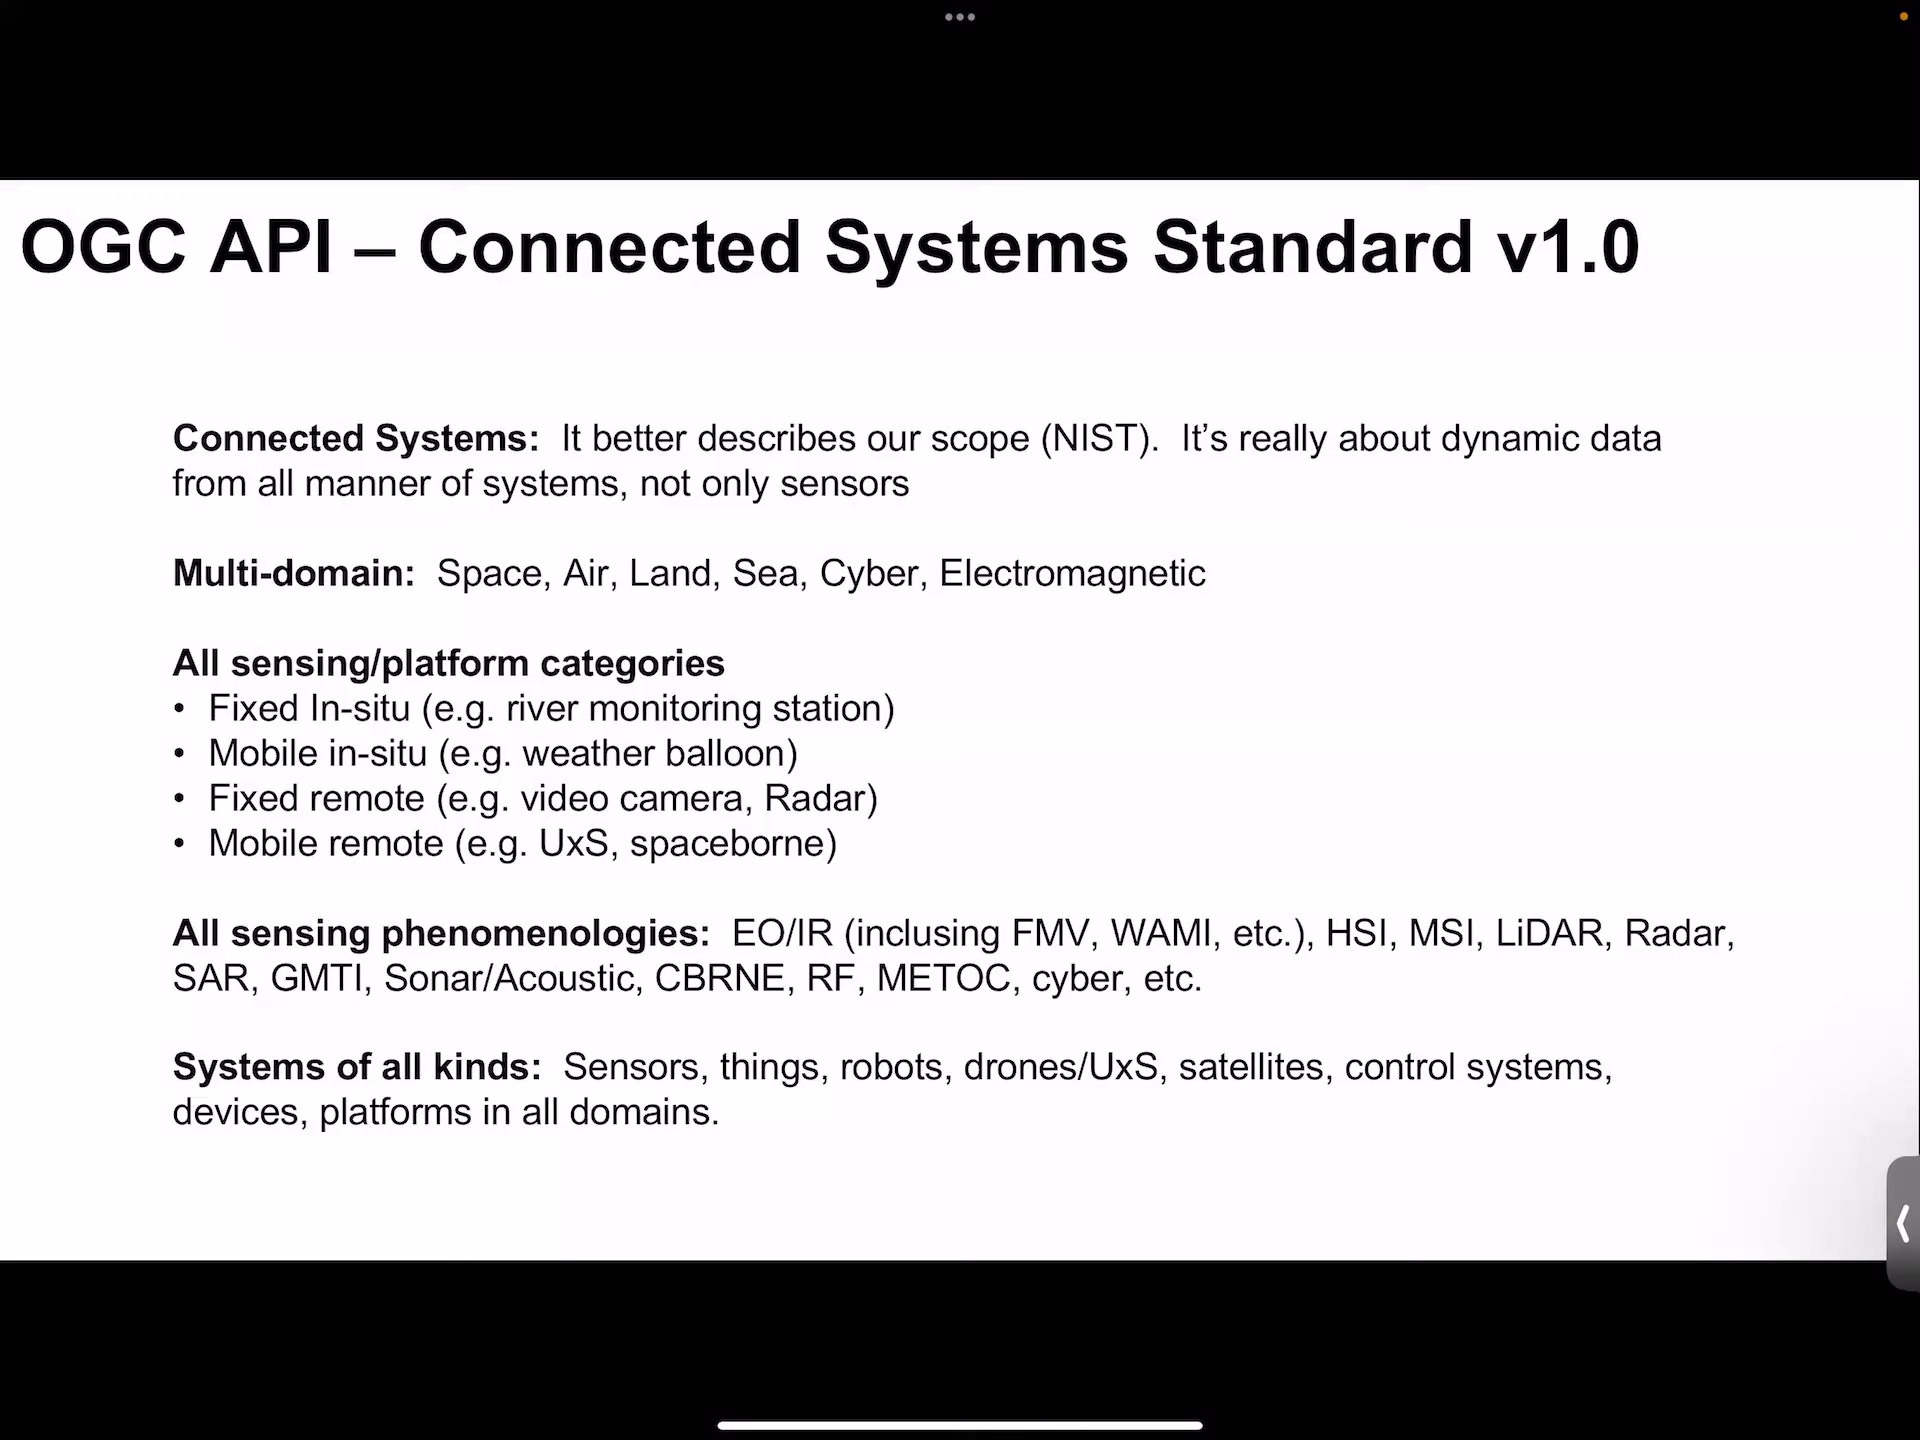 OGC API – Connected Systems Standard v1.0
Connected Systems:  It better describes our scope (NIST).  It’s really about dynamic data
from all manner of systems, not only sensors
Multi-domain:  Space, Air, Land, Sea, Cyber, Electromagnetic
All sensing/platform categories
• Fixed In-situ (e.g. river monitoring station)
• Mobile in-situ (e.g. weather balloon)
• Fixed remote (e.g. video camera, Radar)
• Mobile remote (e.g. UxS, spaceborne)
All sensing phenomenologies:  EO/IR (inclusing FMV, WAMI, etc.), HSI, MSI, LiDAR, Radar,
SAR, GMTI, Sonar/Acoustic, CBRNE, RF, METOC, cyber, etc.
Systems of all kinds:  Sensors, things, robots, drones/UxS, satellites, control systems,
devices, platforms in all domains.